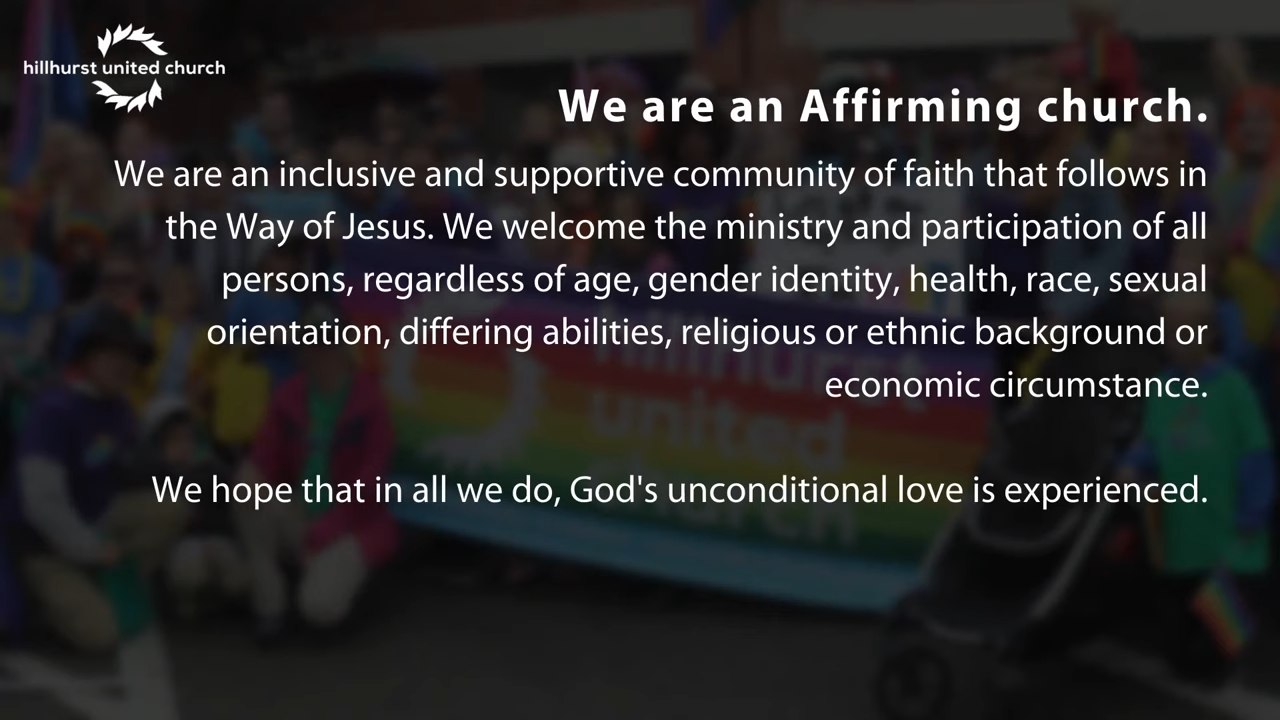 hillhurst united church
We are an Affirming church.
We are an inclusive and supportive community of faith that follows in
the Way of Jesus. We welcome the ministry and participation of all
persons, regardless of age, gender identity, health, race, sexual
orientation, differing abilities, religious or ethnic background or
economic circumstance.
We hope that in all we do, God's unconditional love is experienced.
hillhurst
united
church